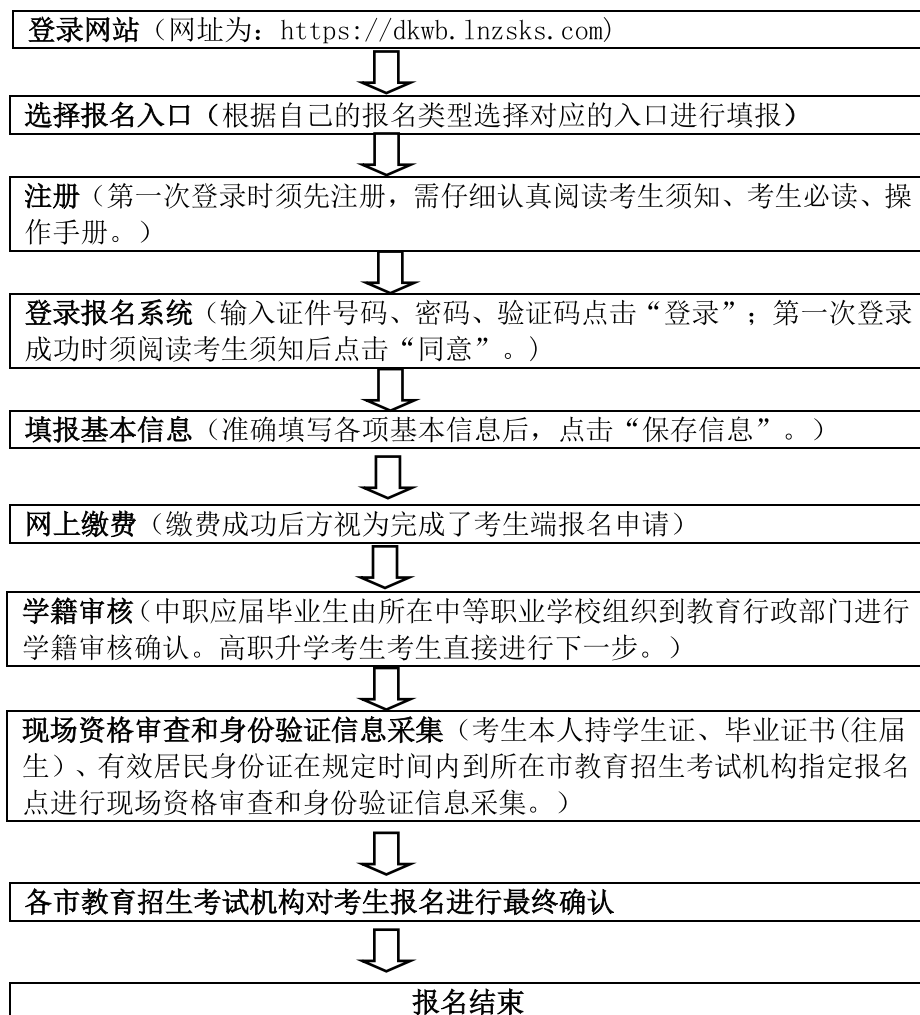 登录网站（网址为：https://dkwb.lnzsks.com)
选择报名入口（根据自己的报名类型选择对应的入口进行填报）
注册（第一次登录时须先注册，需仔细认真阅读考生须知、考生必读、操
作手册。）
登录报名系统（输入证件号码、密码、验证码点击“登录”；第一次登录
成功时须阅读考生须知后点击“同意”。)
填报基本信息（准确填写各项基本信息后，点击“保存信息”。）
网上缴费（缴费成功后方视为完成了考生端报名申请）
学籍审核(中职应届毕业生由所在中等职业学校组织到教育行政部门进行
学籍审核确认。高职升学考生考生直接进行下一步。）
现场资格审查和身份验证信息采集（考生本人持学生证、毕业证书(往届
生）、有效居民身份证在规定时间内到所在市教育招生考试机构指定报名
点进行现场资格审查和身份验证信息采集。）
各市教育招生考试机构对考生报名进行最终确认
报名结束